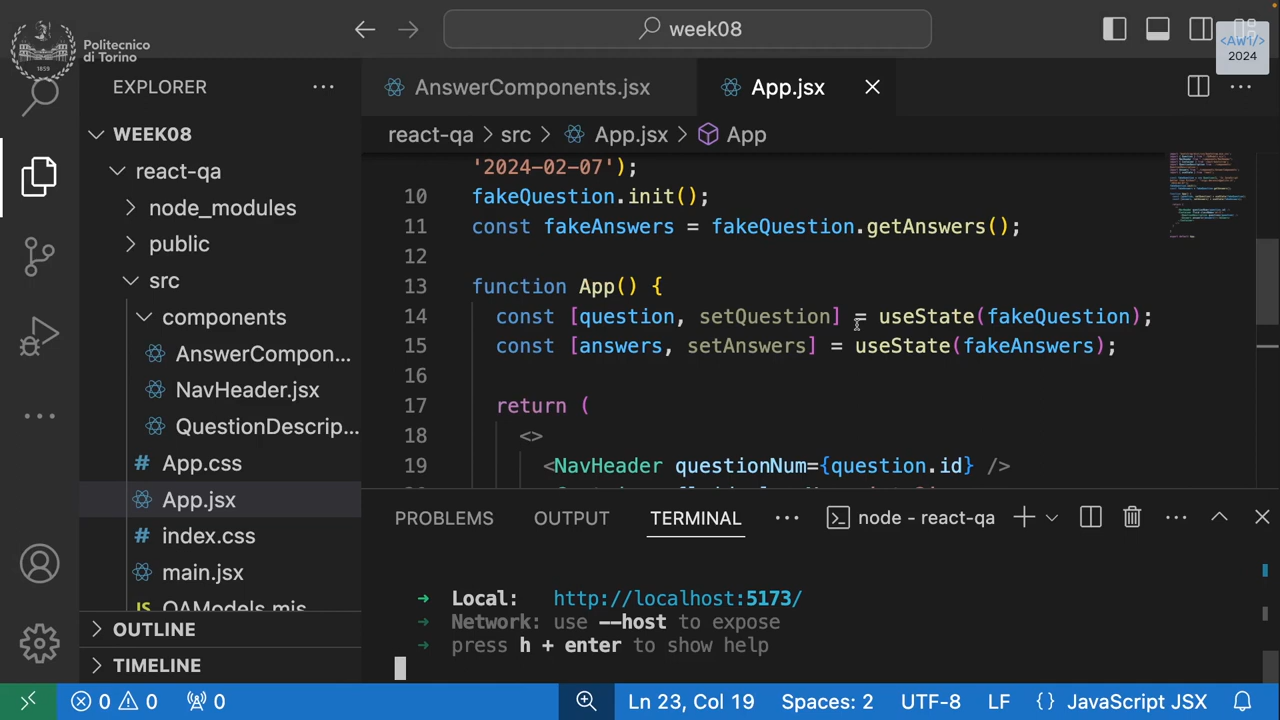 Politecnico
di Torino
week08
<AW1/>
2024
EXPLORER
WEEK08
react-qa
node_modules
public
src
components
AnswerCompon...
NavHeader.jsx
QuestionDescrip...
# App.css
App.jsx
# index.css
main.jsx
JS QAModels.mjs
OUTLINE
TIMELINE
AnswerComponents.jsx
App.jsx
react-qa > src > App.jsx > App
'2024-02-07');
10 fakeQuestion.init();
11 const fakeAnswers = fakeQuestion.getAnswers();
12
13 function App() {
14 const [question, setQuestion] = useState(fakeQuestion);
15 const [answers, setAnswers] = useState(fakeAnswers);
16
17 return (
18 <>
19 <NavHeader questionNum={question.id} />
PROBLEMS OUTPUT TERMINAL ... node - react-qa
➜ Local: http://localhost:5173/
➜ Network: use --host to expose
➜ press h + enter to show help
0 0 0 Ln 23, Col 19 Spaces: 2 UTF-8 LF {} JavaScript JSX